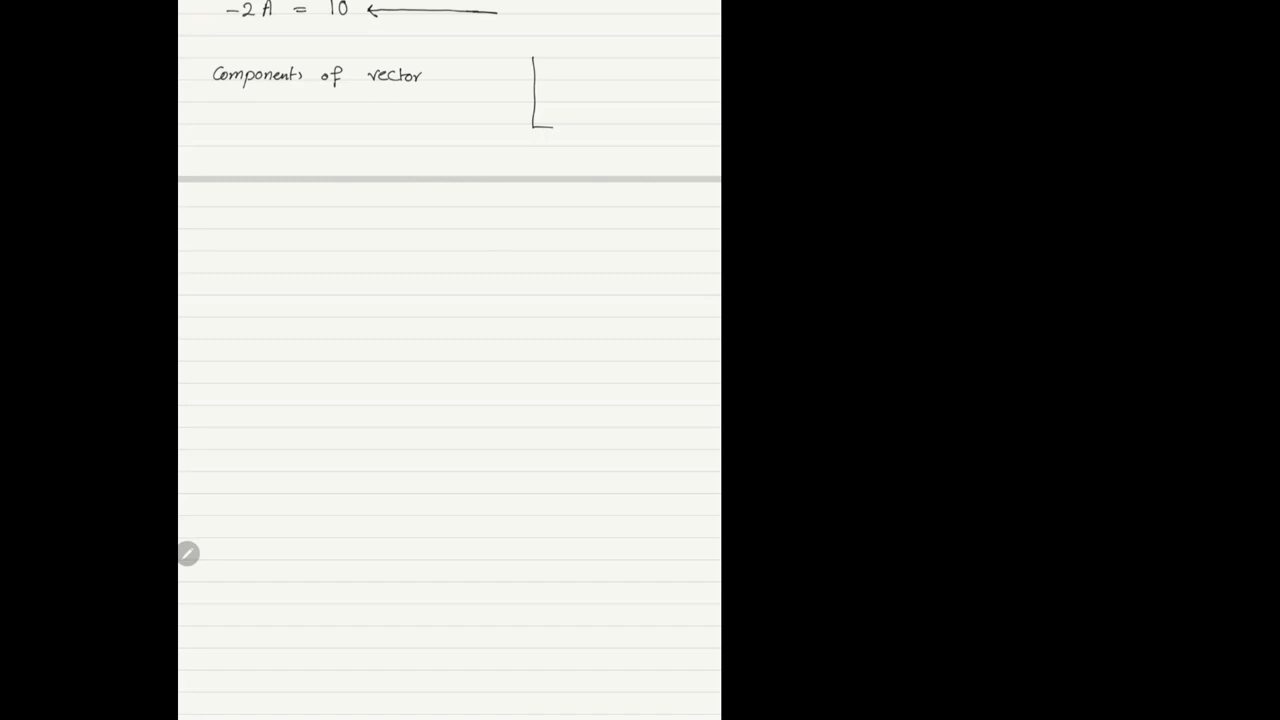 -2A = 10 ←
Components of vector